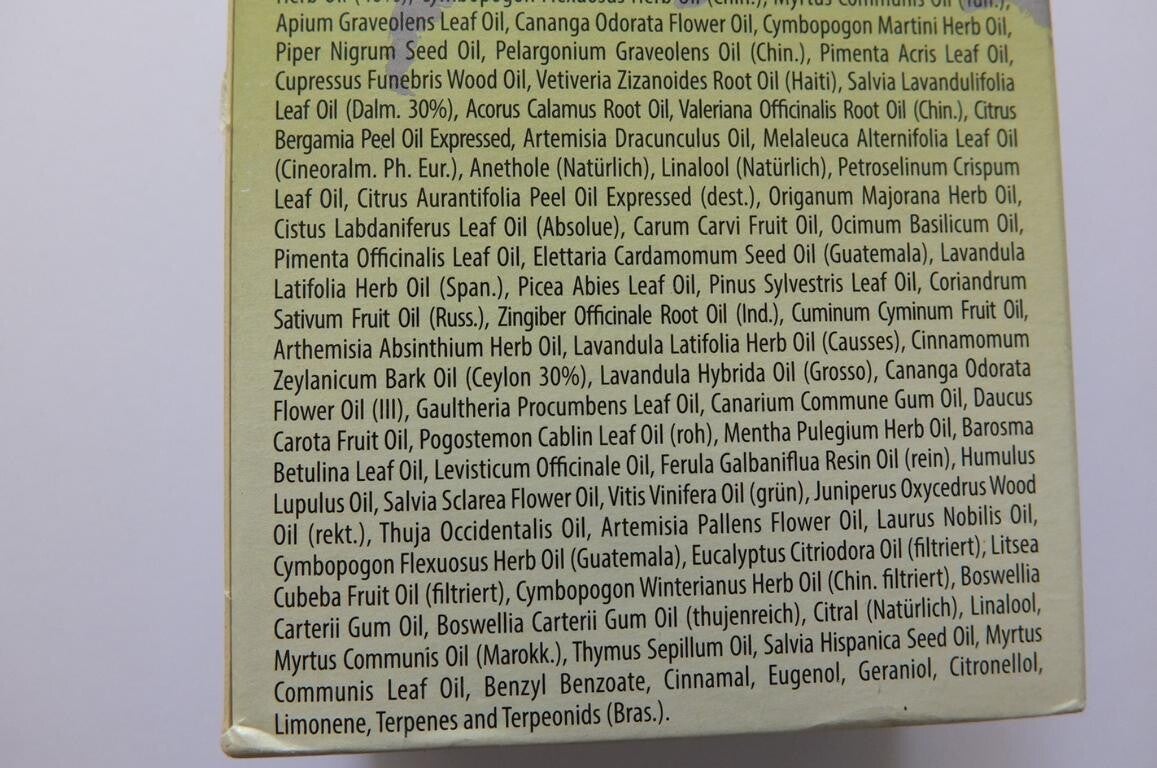 Herb Oil (40%), Cymbopogon Flexuosus Herb Oil (Chin.), Myrtus Communis Oil
Apium Graveolens Leaf Oil, Cananga Odorata Flower Oil, Cymbopogon Martini Herb Oil,
Piper Nigrum Seed Oil, Pelargonium Graveolens Oil (Chin.), Pimenta Acris Leaf Oil,
Cupressus Funebris Wood Oil, Vetiveria Zizanoides Root Oil (Haiti), Salvia Lavandulifolia
Leaf Oil (Dalm. 30%), Acorus Calamus Root Oil, Valeriana Officinalis Root Oil (Chin.), Citrus
Bergamia Peel Oil Expressed, Artemisia Dracunculus Oil, Melaleuca Alternifolia Leaf Oil
(Cineoralm. Ph. Eur.), Anethole (Natürlich), Linalool (Natürlich), Petroselinum Crispum
Leaf Oil, Citrus Aurantifolia Peel Oil Expressed (dest.), Origanum Majorana Herb Oil,
Cistus Labdaniferus Leaf Oil (Absolue), Carum Carvi Fruit Oil, Ocimum Basilicum Oil,
Pimenta Officinalis Leaf Oil, Elettaria Cardamomum Seed Oil (Guatemala), Lavandula
Latifolia Herb Oil (Span.), Picea Abies Leaf Oil, Pinus Sylvestris Leaf Oil, Coriandrum
Sativum Fruit Oil (Russ.), Zingiber Officinale Root Oil (Ind.), Cuminum Cyminum Fruit Oil,
Arthemisia Absinthium Herb Oil, Lavandula Latifolia Herb Oil (Causses), Cinnamomum
Zeylanicum Bark Oil (Ceylon 30%), Lavandula Hybrida Oil (Grosso), Cananga Odorata
Flower Oil (III), Gaultheria Procumbens Leaf Oil, Canarium Commune Gum Oil, Daucus
Carota Fruit Oil, Pogostemon Cablin Leaf Oil (roh), Mentha Pulegium Herb Oil, Barosma
Betulina Leaf Oil, Levisticum Officinale Oil, Ferula Galbaniflua Resin Oil (rein), Humulus
Lupulus Oil, Salvia Sclarea Flower Oil, Vitis Vinifera Oil (grün), Juniperus Oxycedrus Wood
Oil (rekt.), Thuja Occidentalis Oil, Artemisia Pallens Flower Oil, Laurus Nobilis Oil,
Cymbopogon Flexuosus Herb Oil (Guatemala), Eucalyptus Citriodora Oil (filtriert), Litsea
Cubeba Fruit Oil (filtriert), Cymbopogon Winterianus Herb Oil (Chin. filtriert), Boswellia
Carterii Gum Oil, Boswellia Carterii Gum Oil (thujenreich), Citral (Natürlich), Linalool,
Myrtus Communis Oil (Marokk.), Thymus Sepillum Oil, Salvia Hispanica Seed Oil, Myrtus
Communis Leaf Oil, Benzyl Benzoate, Cinnamal, Eugenol, Geraniol, Citronellol,
Limonene, Terpenes and Terpeonids (Bras.).